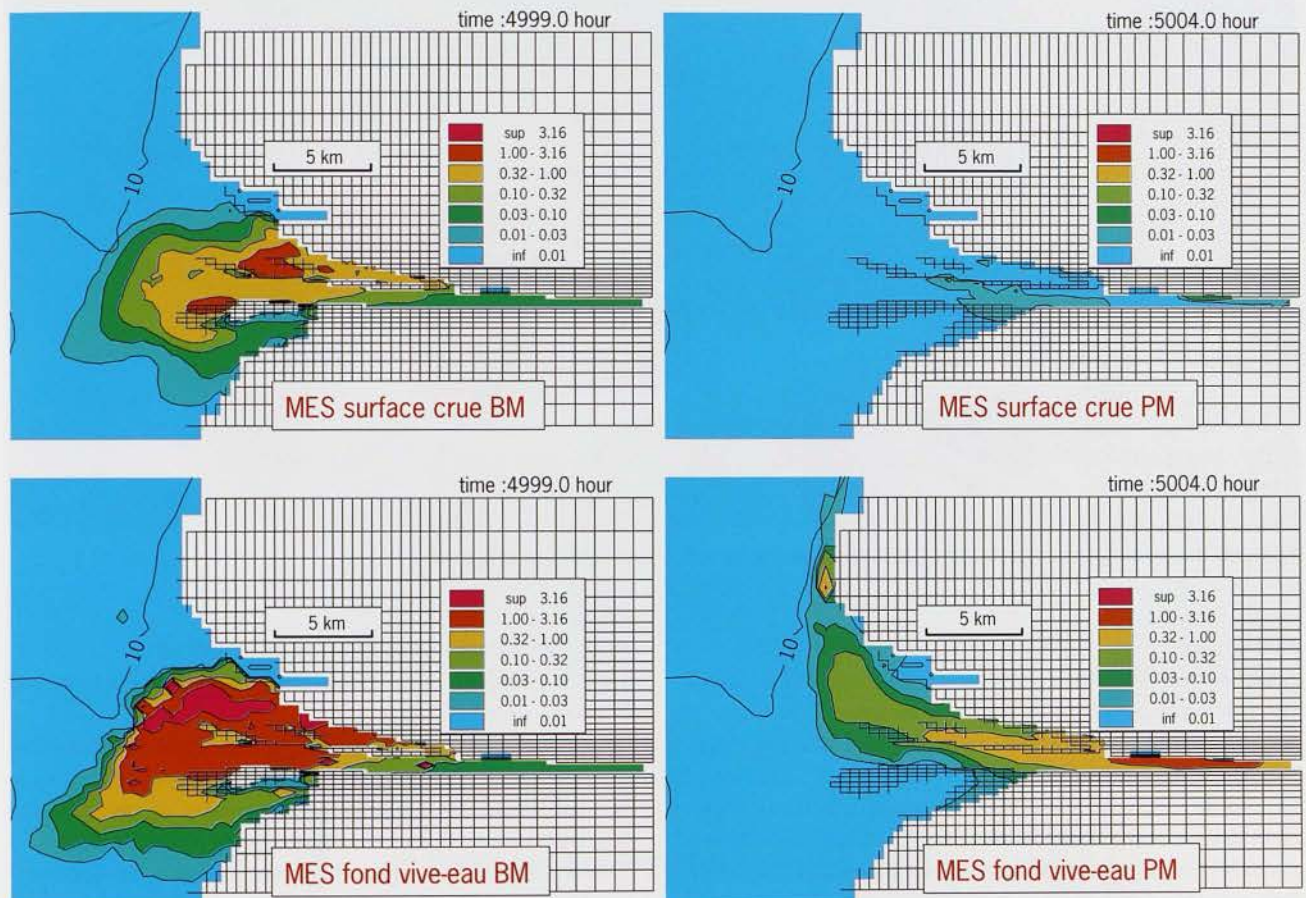 time :4999.0 hour
5 km
sup 3.16
1.00 - 3.16
0.32 - 1.00
0.10 - 0.32
0.03 - 0.10
0.01 - 0.03
inf 0.01
10
MES surface crue BM
time :5004.0 hour
5 km
sup 3.16
1.00 - 3.16
0.32 - 1.00
0.10 - 0.32
0.03 - 0.10
0.01 - 0.03
inf 0.01
10
MES surface crue PM
time :4999.0 hour
5 km
sup 3.16
1.00 - 3.16
0.32 - 1.00
0.10 - 0.32
0.03 - 0.10
0.01 - 0.03
inf 0.01
10
MES fond vive-eau BM
time :5004.0 hour
5 km
sup 3.16
1.00 - 3.16
0.32 - 1.00
0.10 - 0.32
0.03 - 0.10
0.01 - 0.03
inf 0.01
10
MES fond vive-eau PM